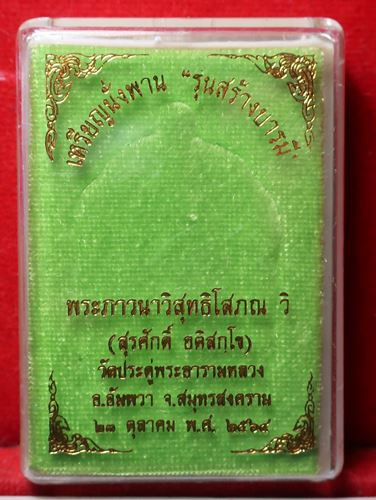 เหรียญนั่งพาน "รุ่นสร้างบารมี"
พระภาวนาวิสุทธิโสภณ วิ
(สุรศักดิ์ อติสกฺโข)
วัดประดู่พระอารามหลวง
อ.อัมพวา จ.สมุทรสงคราม
๒๓ ตุลาคม พ.ศ. ๒๕๖๔